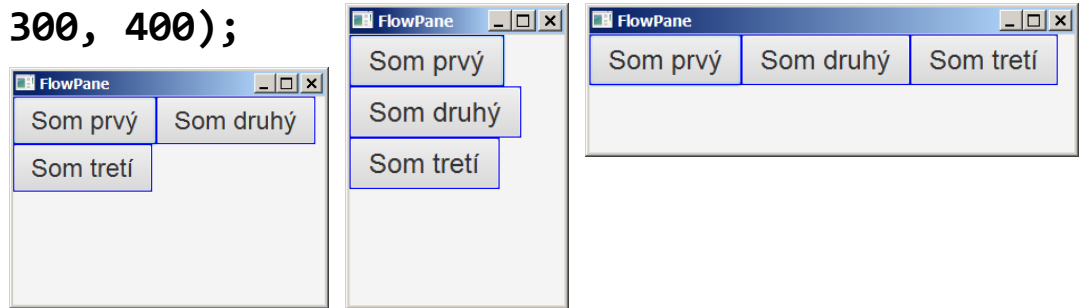 300, 400);
FlowPane
Som prvý
Som druhý
Som tretí
FlowPane
Som prvý
Som druhý
Som tretí
FlowPane
Som prvý
Som druhý
Som tretí